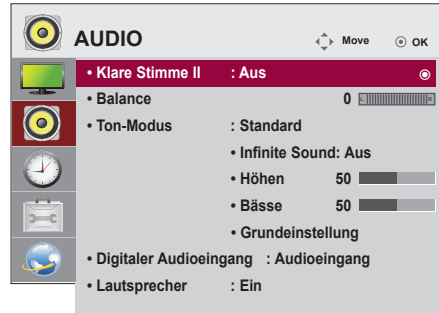 AUDIO Move OK
• Klare Stimme II : Aus
• Balance 0 L R
• Ton-Modus : Standard
• Infinite Sound: Aus
• Höhen 50
• Bässe 50
• Grundeinstellung
• Digitaler Audioeingang : Audioeingang
• Lautsprecher : Ein